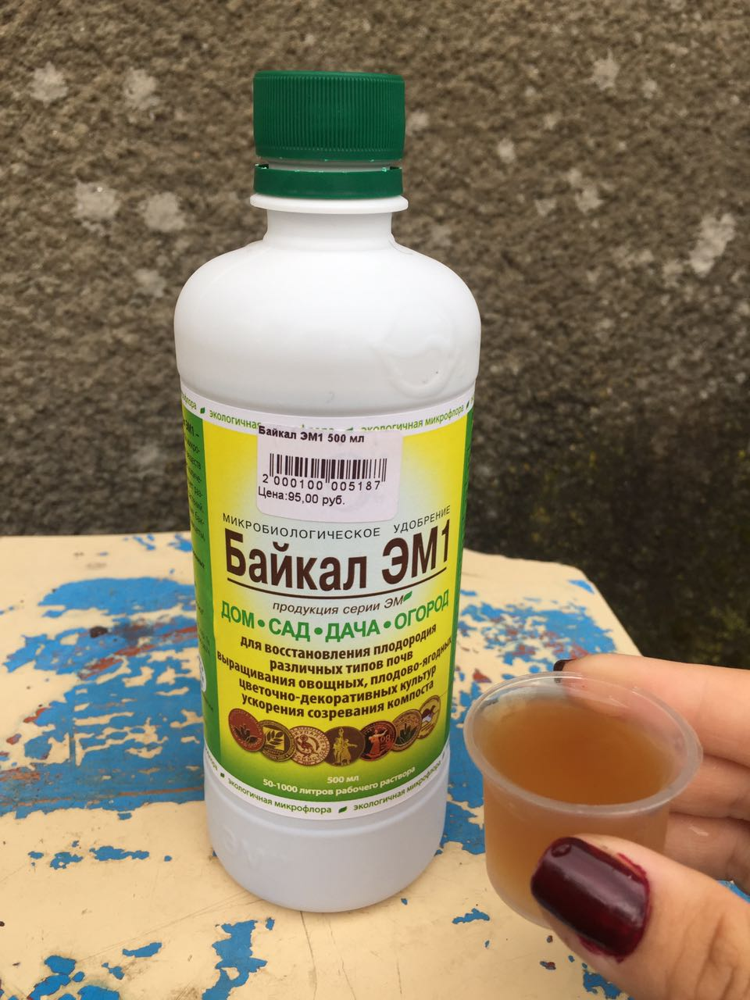 экологичная микрофлора
Байкал ЭМ1 500 мл
2 000100 005187
Цена:95,00 руб.
МИКРОБИОЛОГИЧЕСКОЕ УДОБРЕНИЕ
Байкал ЭМ1
продукция серии ЭМ
ДОМ • САД • ДАЧА • ОГОРОД
для восстановления плодородия
различных типов почв
выращивания овощных, плодово-ягодных,
цветочно-декоративных культур
ускорения созревания компоста
500 мл
50-1000 литров рабочего раствора
экологичная микрофлора экологичная микрофлора